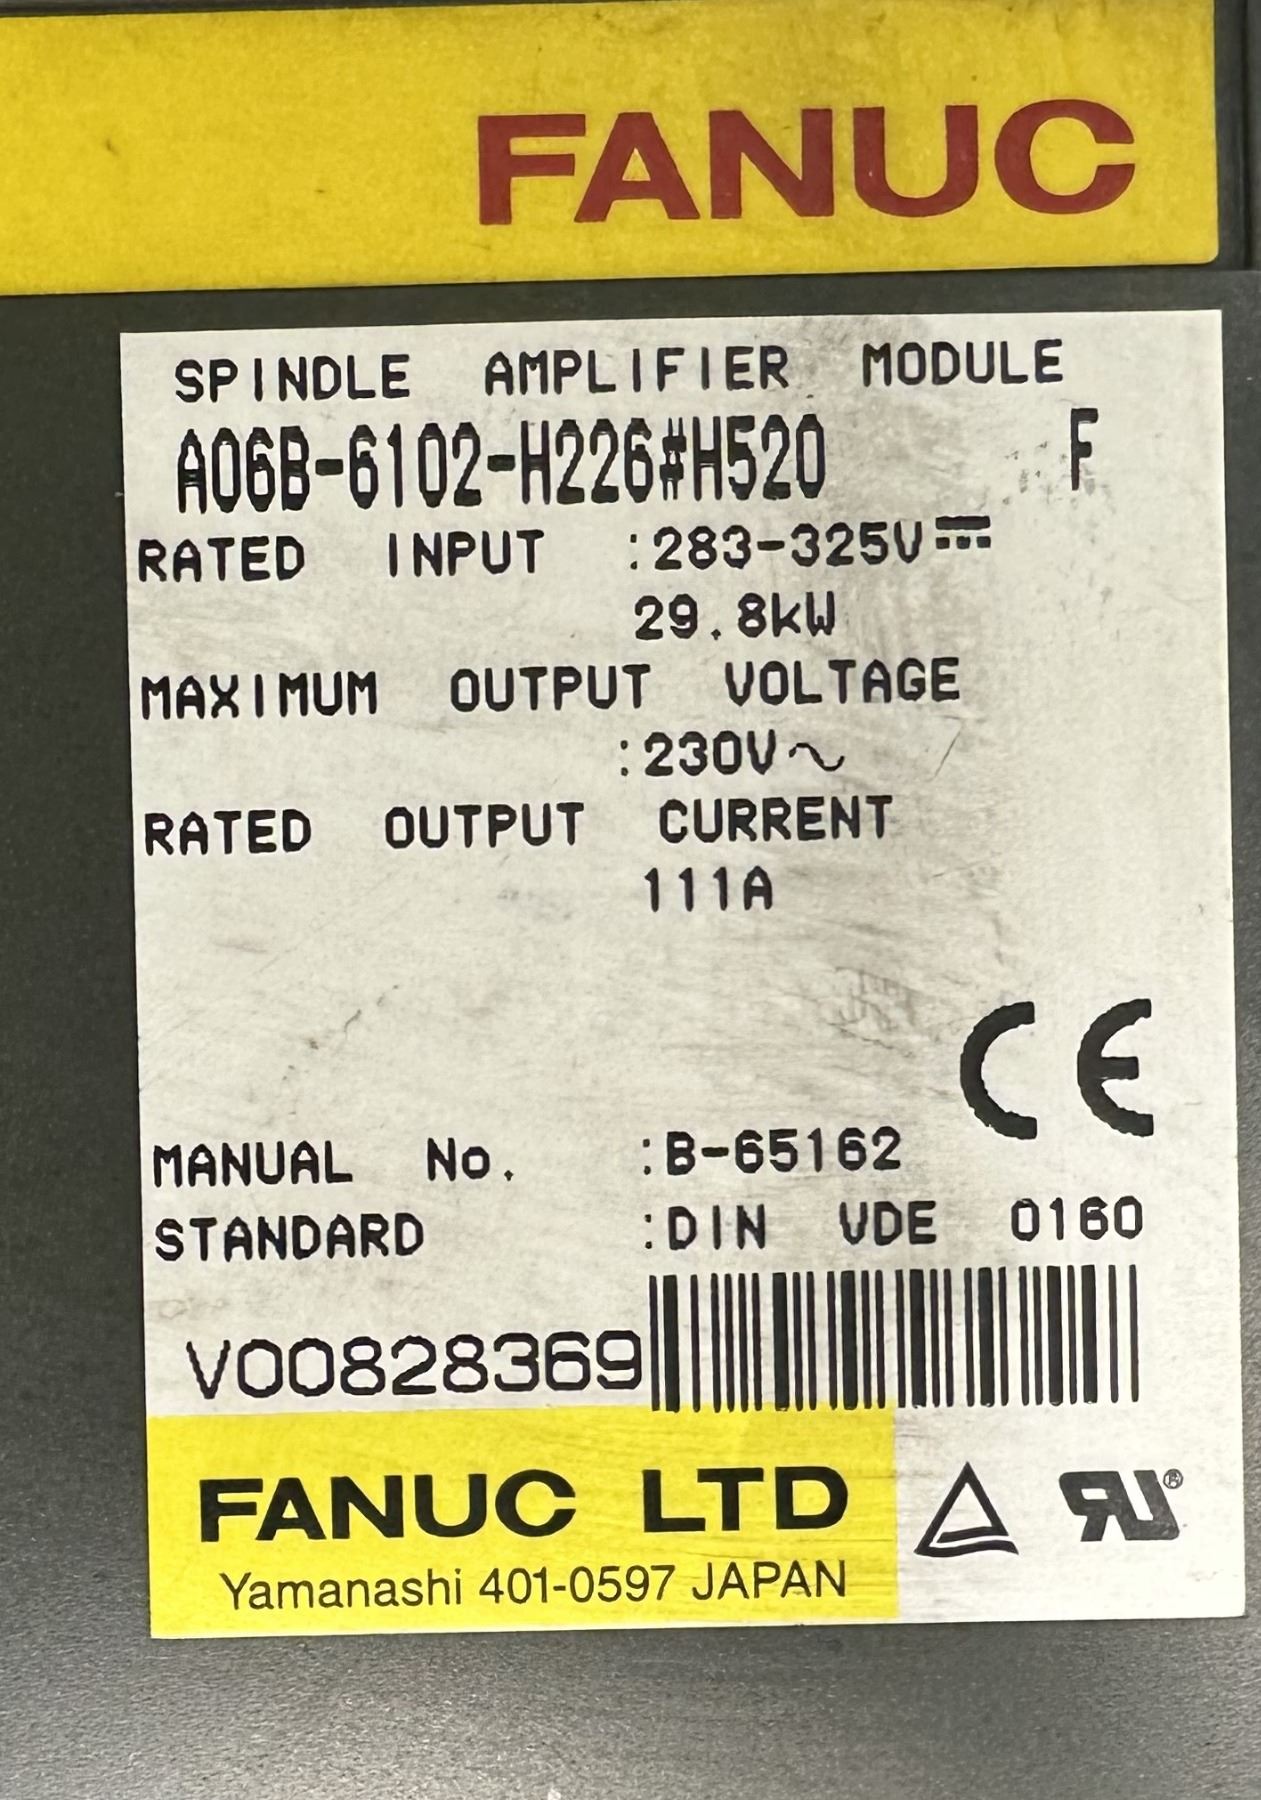 FANUC
SPINDLE AMPLIFIER MODULE
A06B-6102-H226#H520 F
RATED INPUT :283-325V⎓
29.8kW
MAXIMUM OUTPUT VOLTAGE
:230V~
RATED OUTPUT CURRENT
111A
CE
MANUAL No. :B-65162
STANDARD :DIN VDE 0160
V00828369
FANUC LTD
Yamanashi 401-0597 JAPAN
RU®